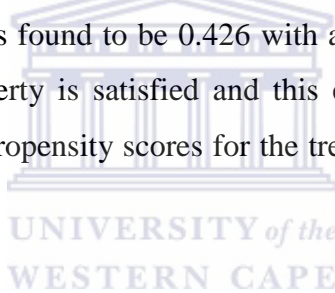 s found to be 0.426 with a
erty is satisfied and this
ropensity scores for the tre
UNIVERSITY of the
WESTERN CAPE